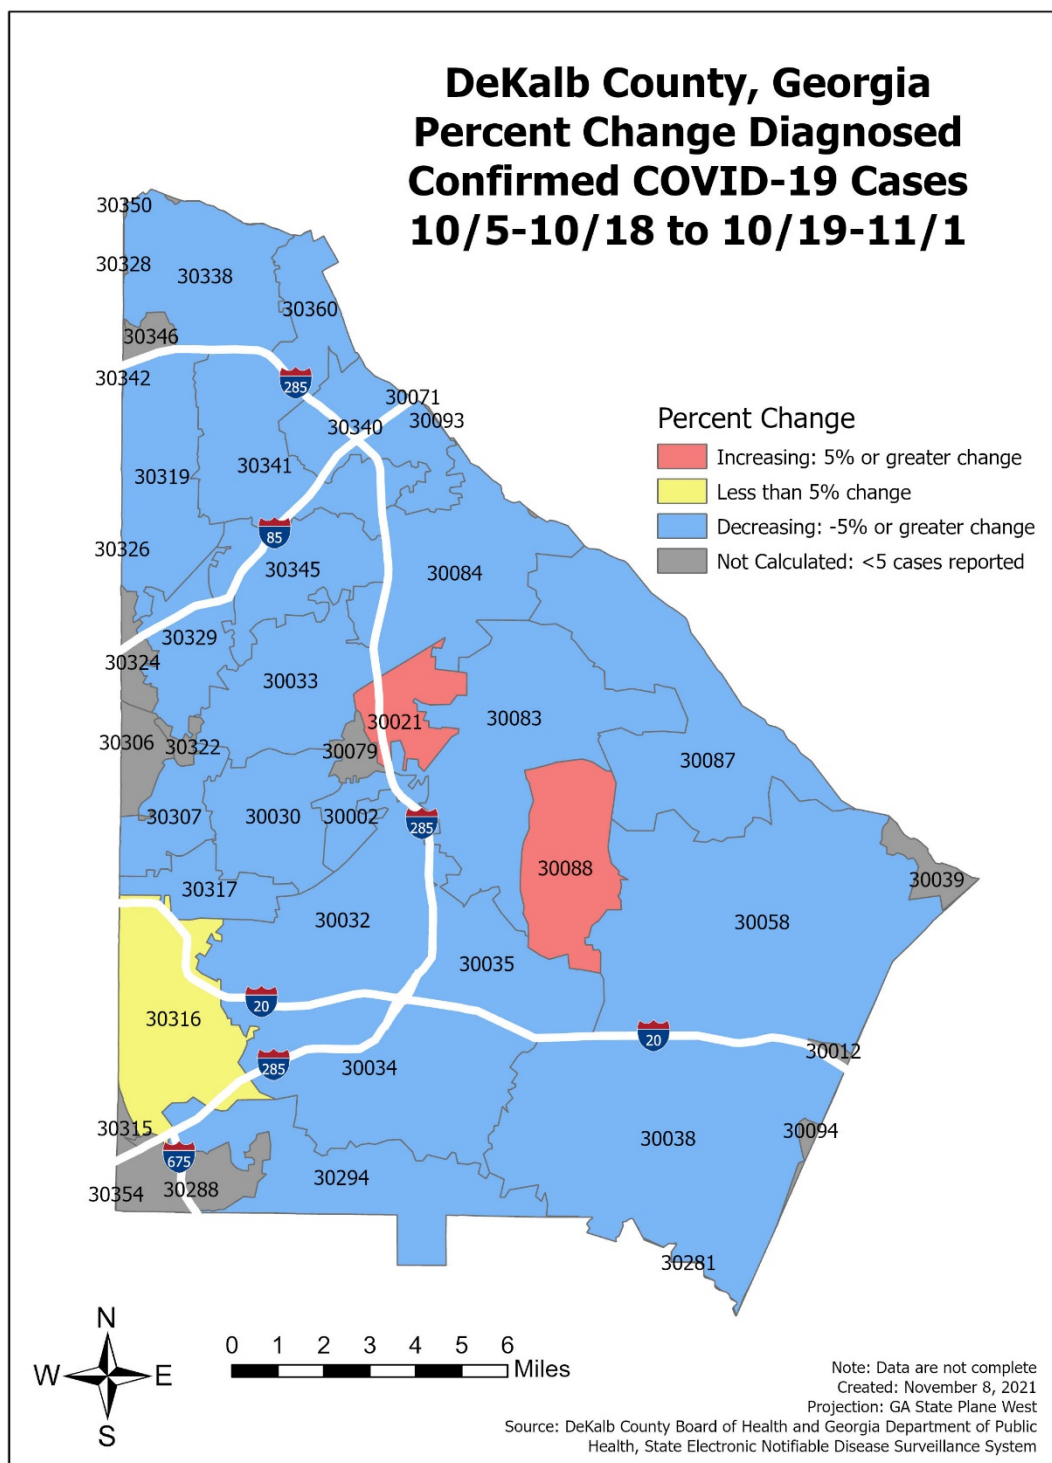 DeKalb County, Georgia
Percent Change Diagnosed
Confirmed COVID-19 Cases
10/5-10/18 to 10/19-11/1
30350
30328
30338
30360
30346
30342
285
30071
30093
30340
30319
30341
Percent Change
Increasing: 5% or greater change
Less than 5% change
Decreasing: -5% or greater change
Not Calculated: <5 cases reported
30326
85
30345
30084
30329
30324
30033
30021
30083
30306
30322
30079
30087
30307
30030
30002
285
30088
30039
30317
30032
30058
30035
20
30316
20
30012
285
30034
30315
30038
30094
675
30354
30288
30294
30281
N
W E
S
0 1 2 3 4 5 6
Miles
Note: Data are not complete
Created: November 8, 2021
Projection: GA State Plane West
Source: DeKalb County Board of Health and Georgia Department of Public
Health, State Electronic Notifiable Disease Surveillance System